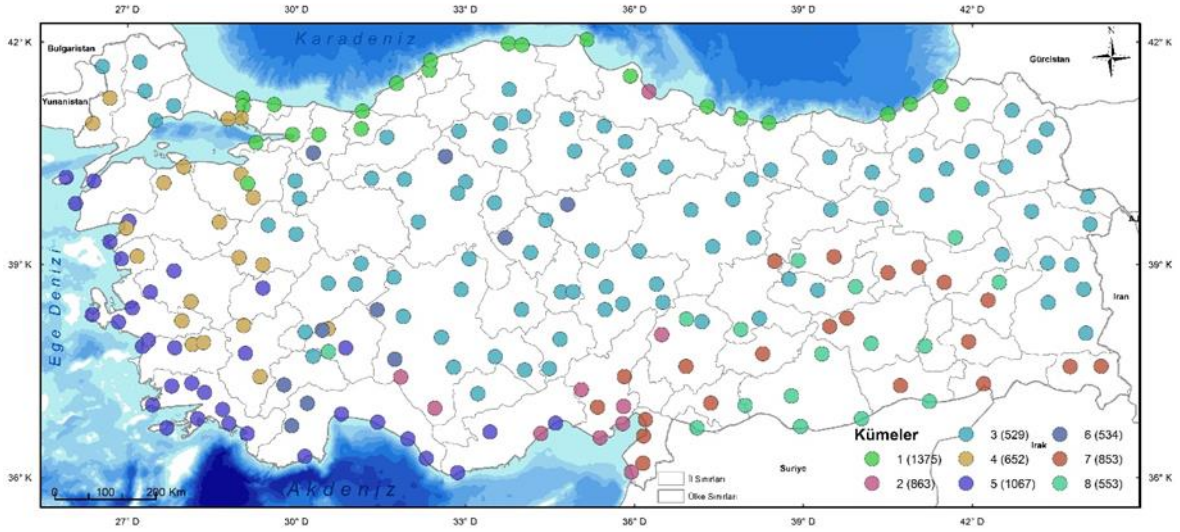 27° D 30° D 33° D 36° D 39° D 42° D
42° K
Karadeniz
42° K
Bulgaristan
Gürcistan
N
Yunanistan
39° K
39° K
Ege Denizi
İran
Kümeler
3 (529)
6 (534)
Irak
1 (1375)
4 (652)
7 (853)
2 (863)
5 (1067)
8 (553)
36° K
36° K
Suriye
İl Sınırları
Ülke Sınırları
Akdeniz
0 100 200 Km
27° D 30° D 33° D 36° D 39° D 42° D